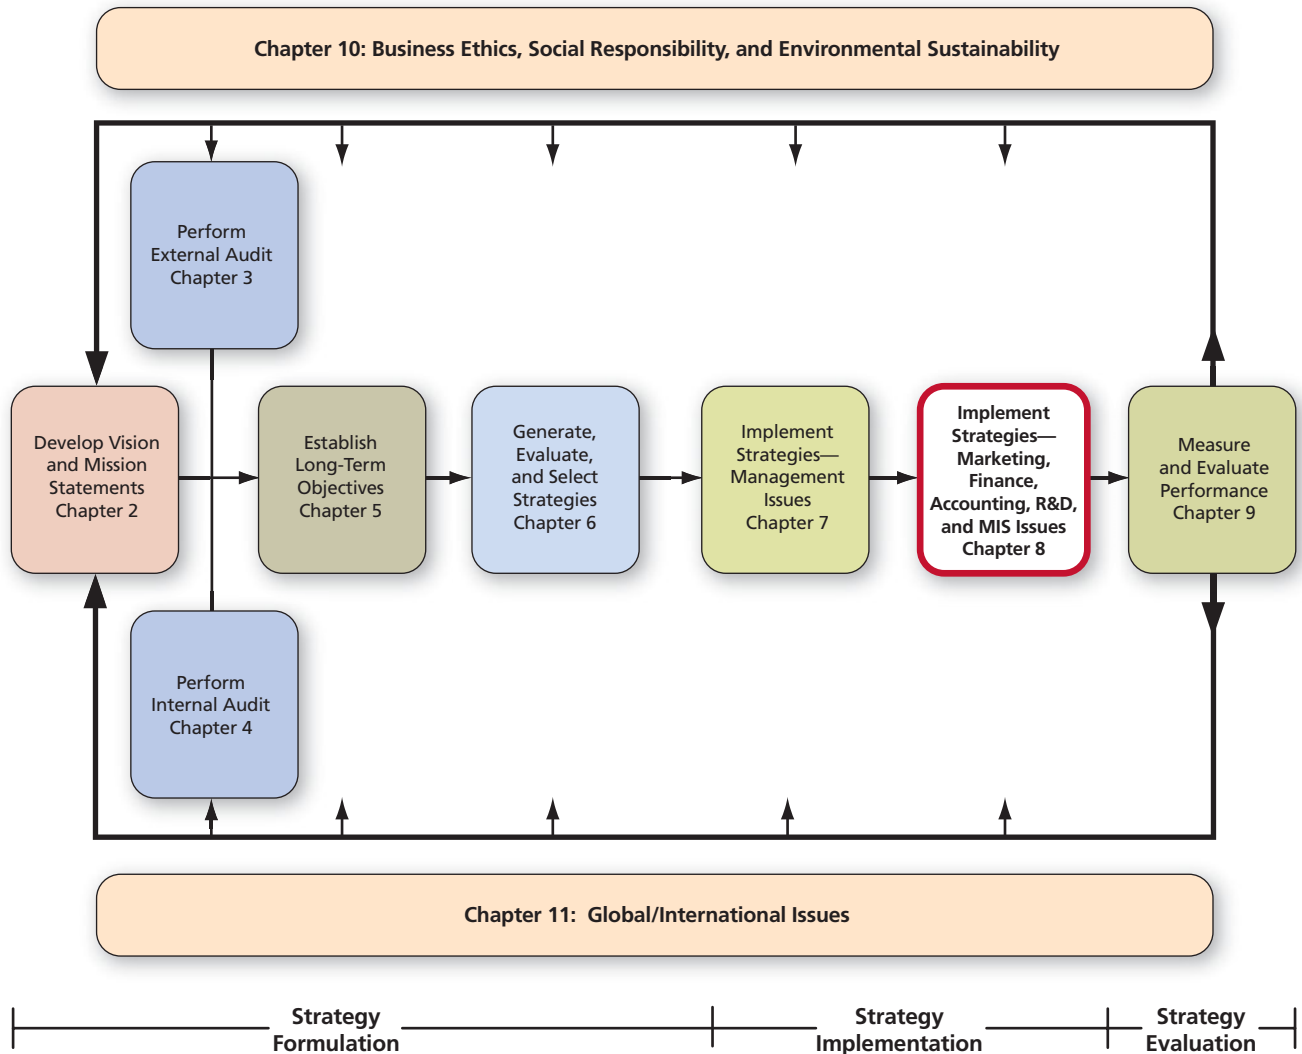 Chapter 10: Business Ethics, Social Responsibility, and Environmental Sustainability
Perform
External Audit
Chapter 3
Develop Vision
and Mission
Statements
Chapter 2
Establish
Long-Term
Objectives
Chapter 5
Generate,
Evaluate,
and Select
Strategies
Chapter 6
Implement
Strategies—
Management
Issues
Chapter 7
Implement
Strategies—
Marketing,
Finance,
Accounting, R&D,
and MIS Issues
Chapter 8
Measure
and Evaluate
Performance
Chapter 9
Perform
Internal Audit
Chapter 4
Chapter 11: Global/International Issues
Strategy
Formulation
Strategy
Implementation
Strategy
Evaluation